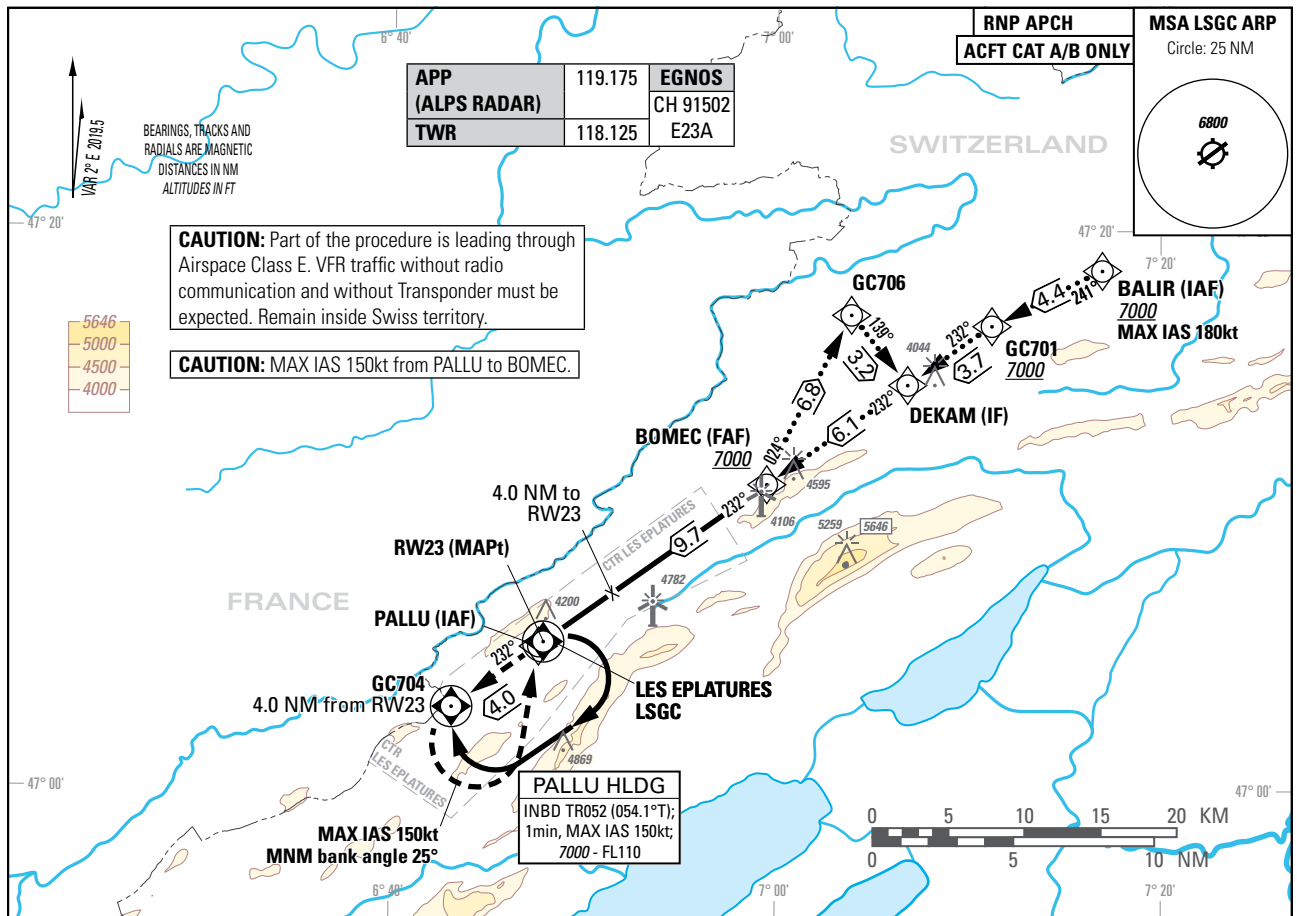 6° 40'
7° 00'
RNP APCH
ACFT CAT A/B ONLY
MSA LSGC ARP
Circle: 25 NM
6800
APP
(ALPS RADAR)
119.175
EGNOS
CH 91502
E23A
TWR
118.125
VAR 2° E 2019.5
BEARINGS, TRACKS AND
RADIALS ARE MAGNETIC
DISTANCES IN NM
ALTITUDES IN FT
SWITZERLAND
47° 20'
47° 20'
7° 20'
CAUTION: Part of the procedure is leading through
Airspace Class E. VFR traffic without radio
communication and without Transponder must be
expected. Remain inside Swiss territory.
CAUTION: MAX IAS 150kt from PALLU to BOMEC.
5646
5000
4500
4000
GC706
139°
3.2
6.8
024°
4.4
241°
BALIR (IAF)
7000
MAX IAS 180kt
232°
GC701
7000
3.7
4044
232°
DEKAM (IF)
6.1
BOMEC (FAF)
7000
4595
4106
232°
5259
5646
4.0 NM to
RW23
9.7
CTR LES EPLATURES
RW23 (MAPt)
4782
FRANCE
4200
PALLU (IAF)
232°
GC704
4.0 NM from RW23
4.0
LES EPLATURES
LSGC
CTR
LES EPLATURES
4869
47° 00'
47° 00'
PALLU HLDG
INBD TR052 (054.1°T);
1min, MAX IAS 150kt;
7000 - FL110
MAX IAS 150kt
MNM bank angle 25°
0 5 10 15 20 KM
0 5 10 NM
6° 40'
7° 00'
7° 20'